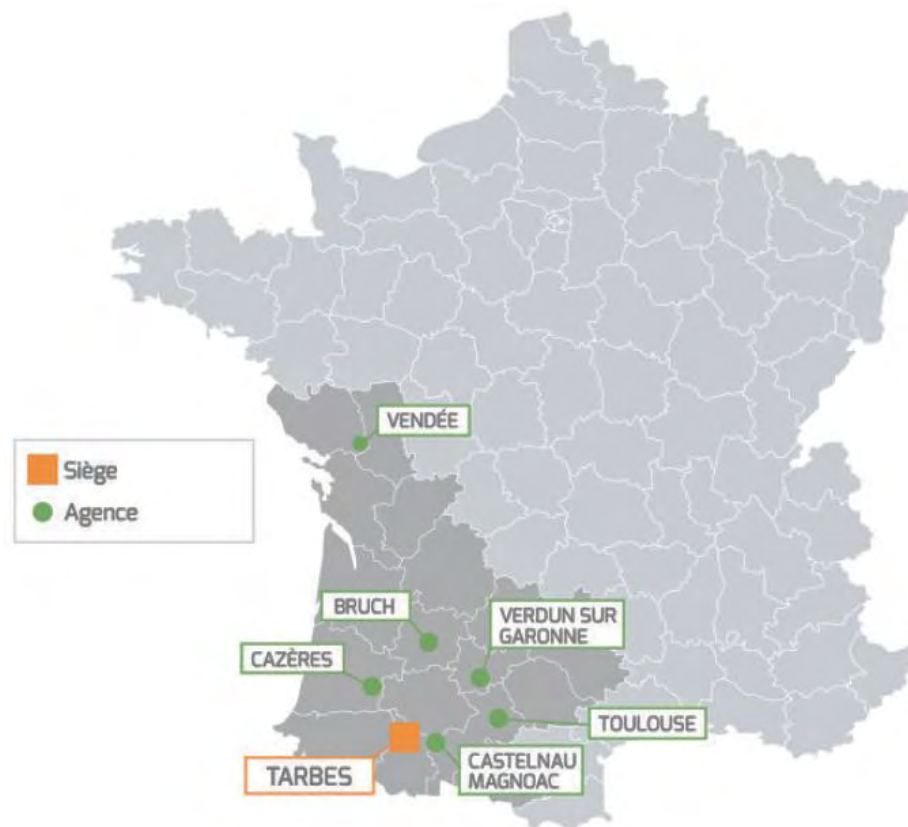 VENDÉE
Siège
Agence
BRUCH
VERDUN SUR
GARONNE
CAZÈRES
TOULOUSE
TARBES
CASTELNAU
MAGNOAC